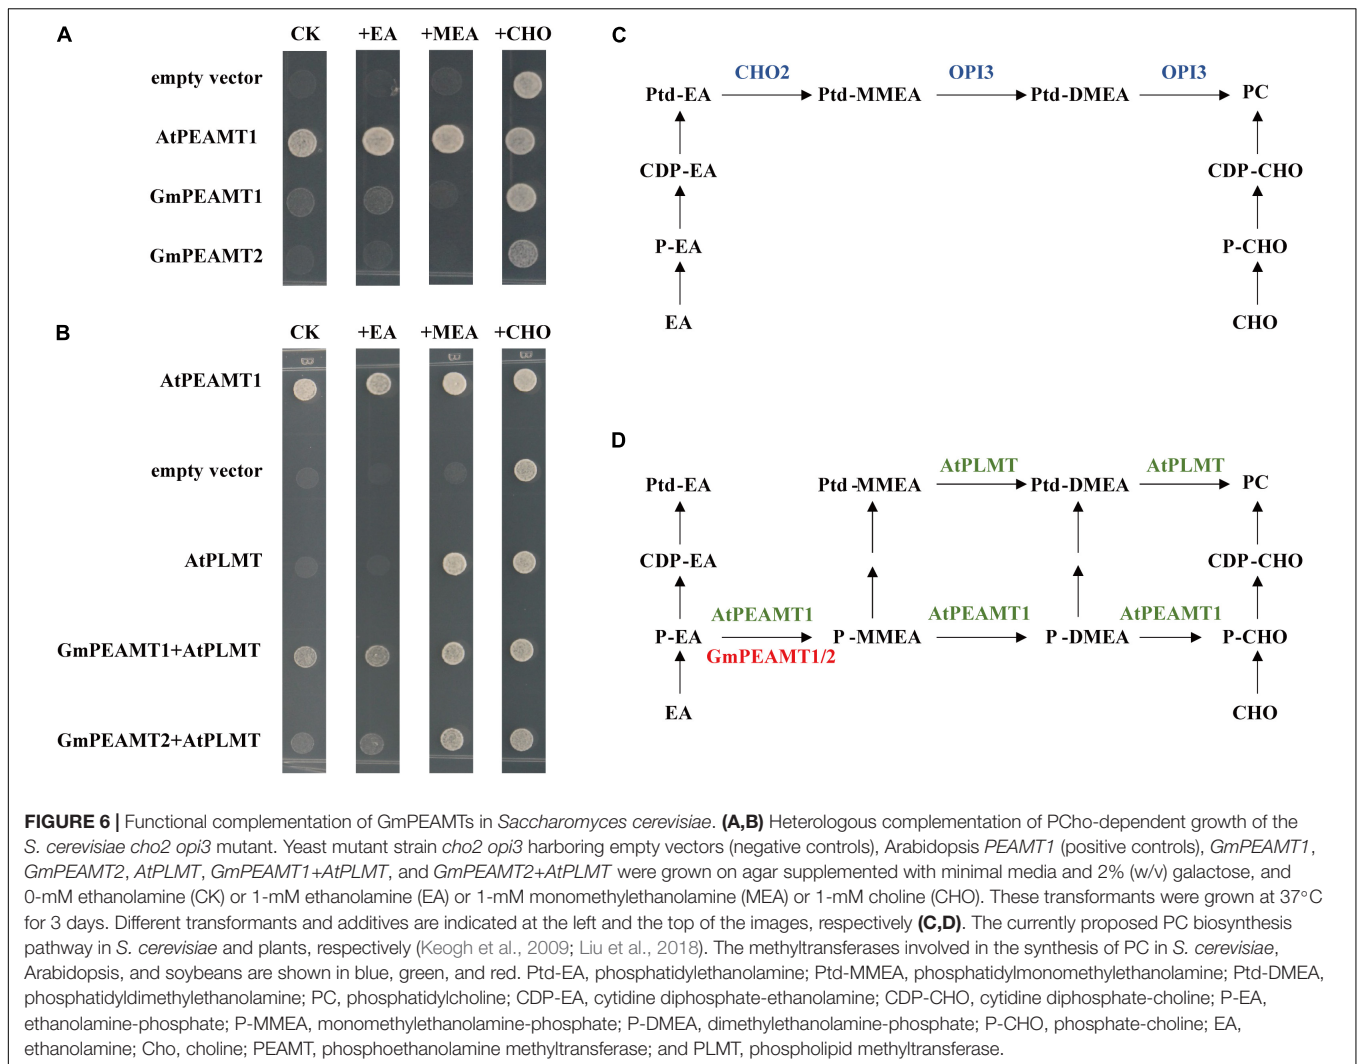 A
CK +EA +MEA +CHO
empty vector
AtPEAMT1
GmPEAMT1
GmPEAMT2
B
CK +EA +MEA +CHO
AtPEAMT1
empty vector
AtPLMT
GmPEAMT1+AtPLMT
GmPEAMT2+AtPLMT
C
CHO2 OPI3 OPI3
Ptd-EA Ptd-MMEA Ptd-DMEA PC
CDP-EA CDP-CHO
P-EA P-CHO
EA CHO
D
AtPLMT AtPLMT
Ptd-EA Ptd-MMEA Ptd-DMEA PC
CDP-EA CDP-CHO
AtPEAMT1 AtPEAMT1 AtPEAMT1
P-EA P-MMEA P-DMEA P-CHO
GmPEAMT1/2
EA CHO
FIGURE 6 | Functional complementation of GmPEAMTs in Saccharomyces cerevisiae. (A,B) Heterologous complementation of PCho-dependent growth of the
S. cerevisiae cho2 opi3 mutant. Yeast mutant strain cho2 opi3 harboring empty vectors (negative controls), Arabidopsis PEAMT1 (positive controls), GmPEAMT1,
GmPEAMT2, AtPLMT, GmPEAMT1+AtPLMT, and GmPEAMT2+AtPLMT were grown on agar supplemented with minimal media and 2% (w/v) galactose, and
0-mM ethanolamine (CK) or 1-mM ethanolamine (EA) or 1-mM monomethylethanolamine (MEA) or 1-mM choline (CHO). These transformants were grown at 37°C
for 3 days. Different transformants and additives are indicated at the left and the top of the images, respectively (C,D). The currently proposed PC biosynthesis
pathway in S. cerevisiae and plants, respectively (Keogh et al., 2009; Liu et al., 2018). The methyltransferases involved in the synthesis of PC in S. cerevisiae,
Arabidopsis, and soybeans are shown in blue, green, and red. Ptd-EA, phosphatidylethanolamine; Ptd-MMEA, phosphatidylmonomethylethanolamine; Ptd-DMEA,
phosphatidyldimethylethanolamine; PC, phosphatidylcholine; CDP-EA, cytidine diphosphate-ethanolamine; CDP-CHO, cytidine diphosphate-choline; P-EA,
ethanolamine-phosphate; P-MMEA, monomethylethanolamine-phosphate; P-DMEA, dimethylethanolamine-phosphate; P-CHO, phosphate-choline; EA,
ethanolamine; Cho, choline; PEAMT, phosphoethanolamine methyltransferase; and PLMT, phospholipid methyltransferase.